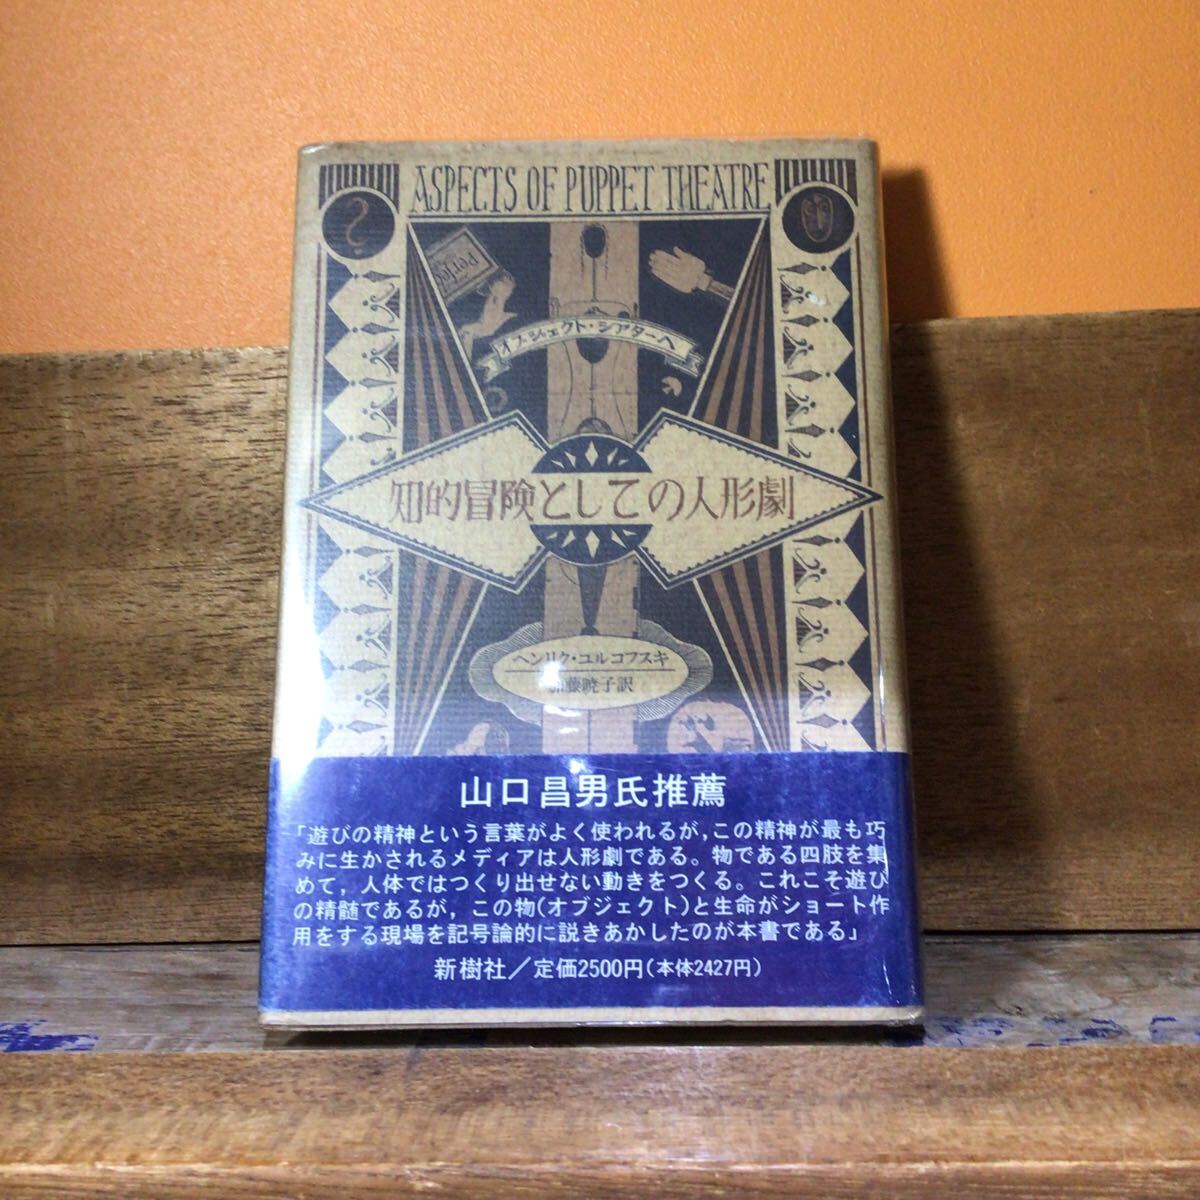 ASPECTS OF PUPPET THEATRE
Perfec
オブジェクト・シアターへ
知的冒険としての人形劇
ヘンリク・ユルコフスキ
加藤暁子訳
山口昌男氏推薦
「遊びの精神という言葉がよく使われるが,この精神が最も巧
みに生かされるメディアは人形劇である。物である四肢を集
めて,人体ではつくり出せない動きをつくる。これこそ遊び
の精髄であるが,この物(オブジェクト)と生命がショート作
用をする現場を記号論的に説きあかしたのが本書である」
新樹社/定価2500円(本体2427円)